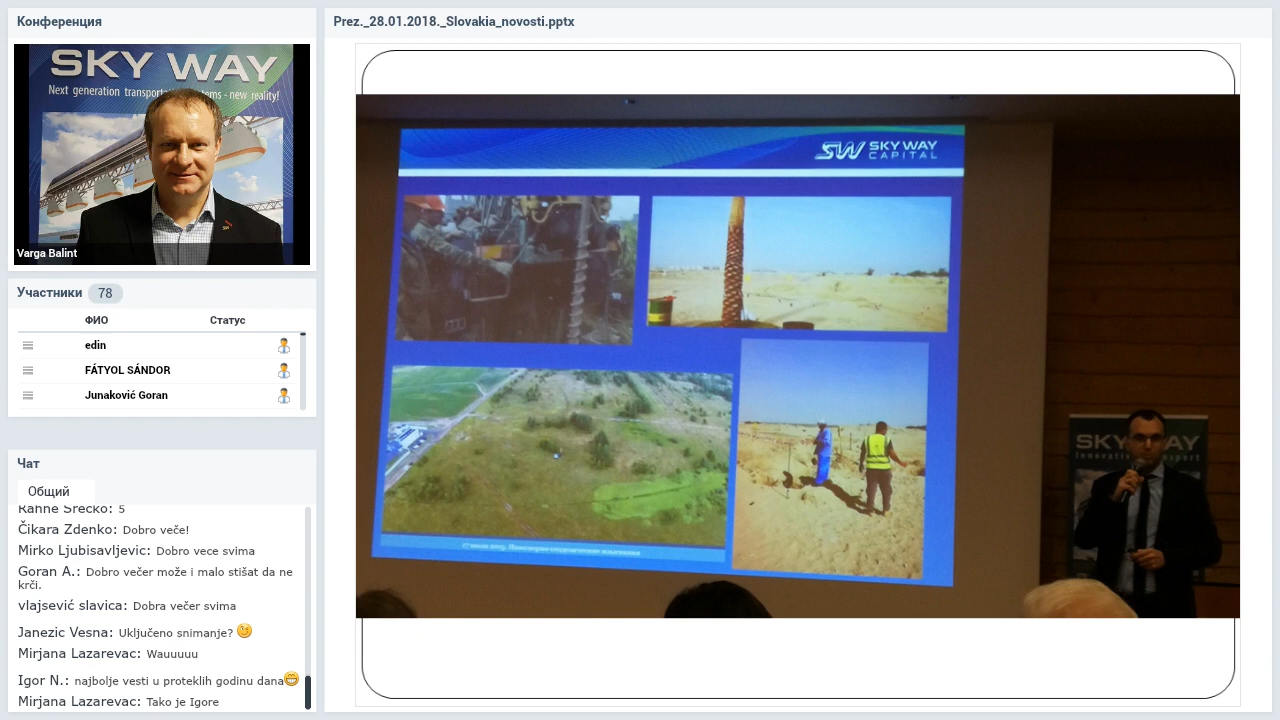 Конференция
SKY WAY
Next generation transportation systems - new reality!
Varga Balint
Участники 78
ФИО Статус
edin
FÁTYOL SÁNDOR
Junaković Goran
Чат
Общий
Rahne Srečko: 5
Čikara Zdenko: Dobro veče!
Mirko Ljubisavljevic: Dobro vece svima
Goran A.: Dobro večer može i malo stišat da ne
krči.
vlajsević slavica: Dobra večer svima
Janezic Vesna: Uključeno snimanje?
Mirjana Lazarevac: Wauuuuu
Igor N.: najbolje vesti u proteklih godinu dana
Mirjana Lazarevac: Tako je Igore
Prez._28.01.2018._Slovakia_novosti.pptx
SW SKY WAY
CAPITAL
SKY WAY